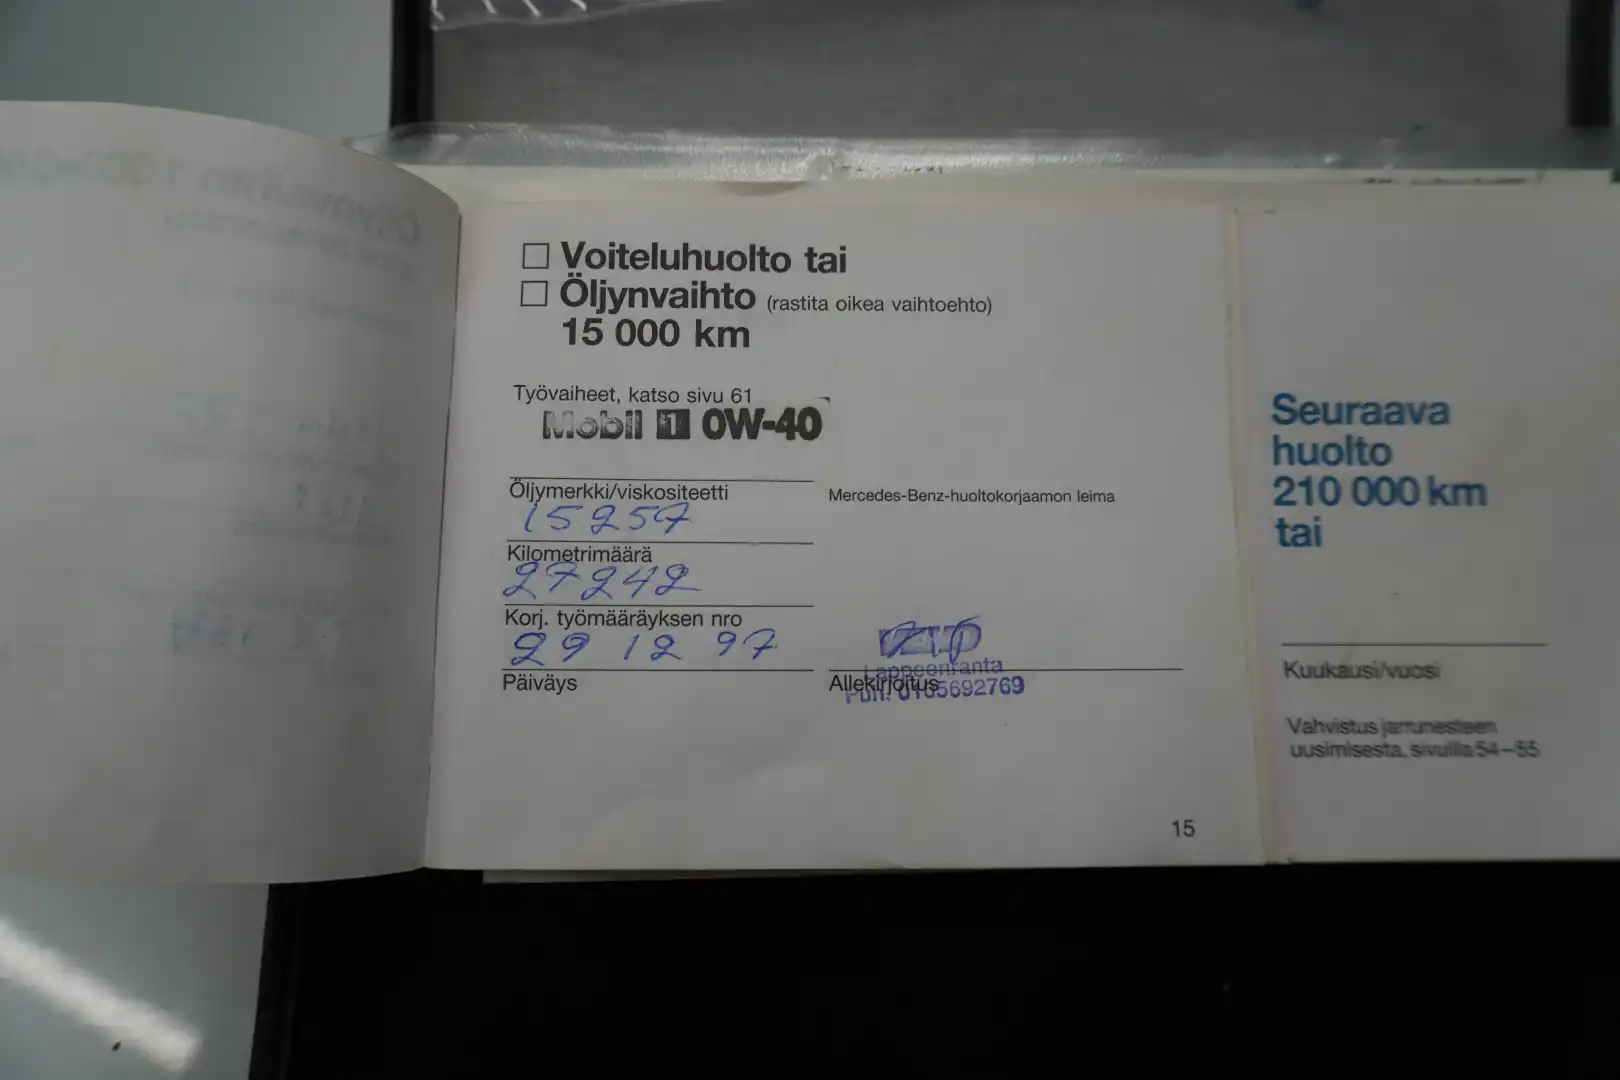 Voiteluhuolto tai
Öljynvaihto (rastita oikea vaihtoehto)
15 000 km
Työvaiheet, katso sivu 61
Mobil 1 0W-40
Öljymerkki/viskositeetti
Mercedes-Benz-huoltokorjaamon leima
15257
Kilometrimäärä
27242
Korj. työmääräyksen nro
29 12 97
Päiväys
Lappeenranta
Allekirjoitus
Puh. 0105692769
15
Seuraava
huolto
210 000 km
tai
Kuukausi/vuosi
Vahvistus jarrunesteen
uusimisesta, sivuilla 54–55